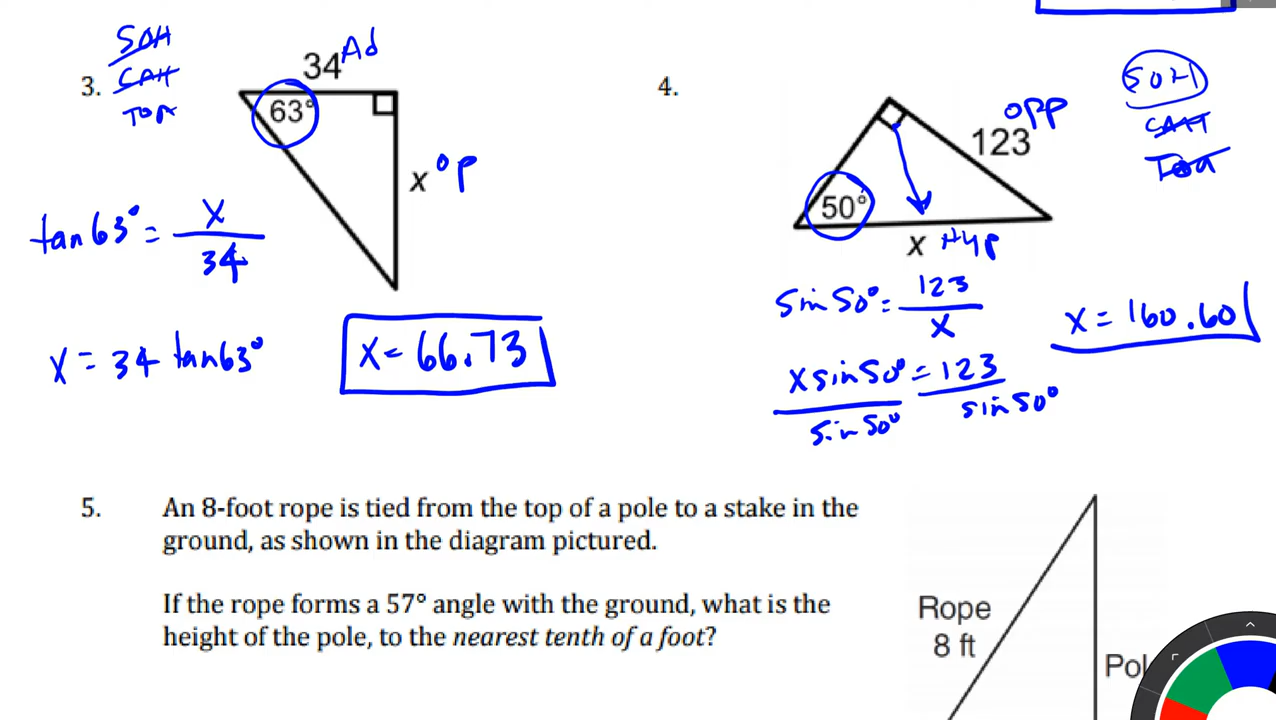 3.
SOH
CAH
TOA
34 Ad
63°
x op
tan 63° = x / 34
x = 34 tan 63°
x = 66.73
4.
SOH
CAH
TOA
opp
123
50°
x Hyp
sin 50° = 123 / x
x sin 50° = 123
sin 50° sin 50°
x = 160.60
5. An 8-foot rope is tied from the top of a pole to a stake in the
ground, as shown in the diagram pictured.
If the rope forms a 57° angle with the ground, what is the
height of the pole, to the nearest tenth of a foot?
Rope
8 ft
Pol